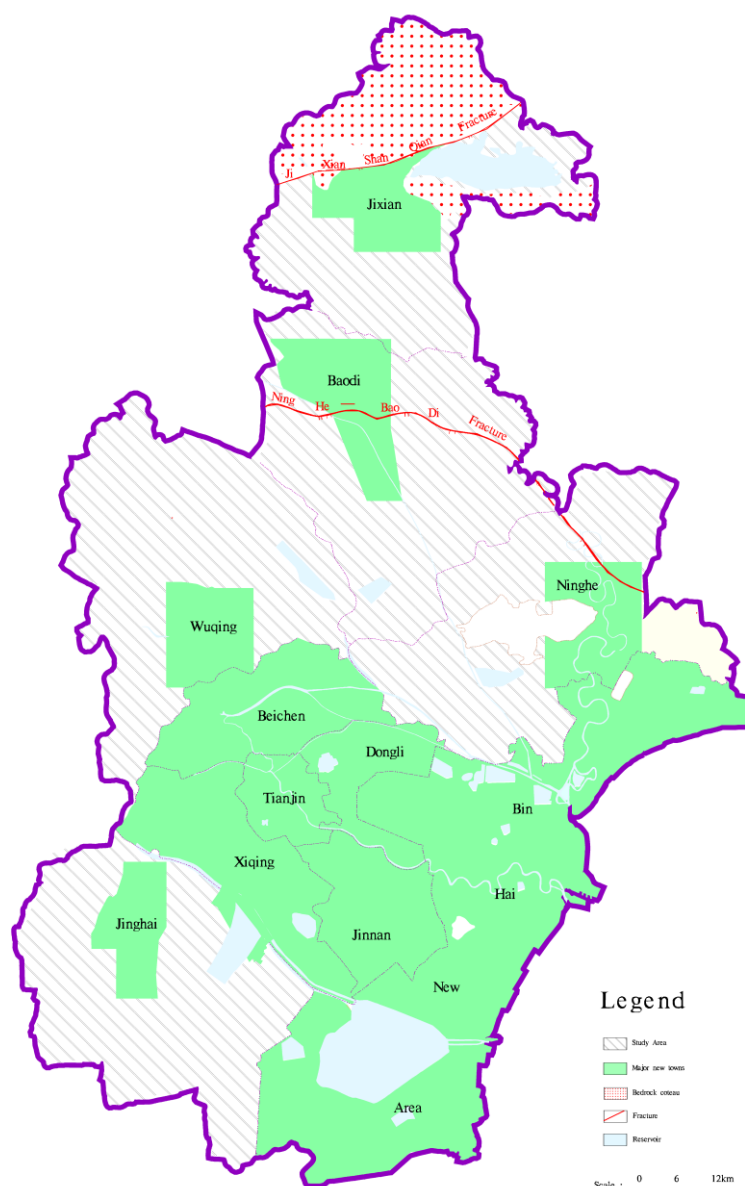 Ji Xian Shan Qian Fracture
Jixian
Baodi
Ning He — Bao Di Fracture
Ninghe
Wuqing
Beichen
Dongli
Tianjin
Bin
Xiqing
Hai
Jinghai
Jinnan
New
Area
Legend
Study Area
Major new towns
Bedrock coteau
Fracture
Reservoir
Scale : 0 6 12km